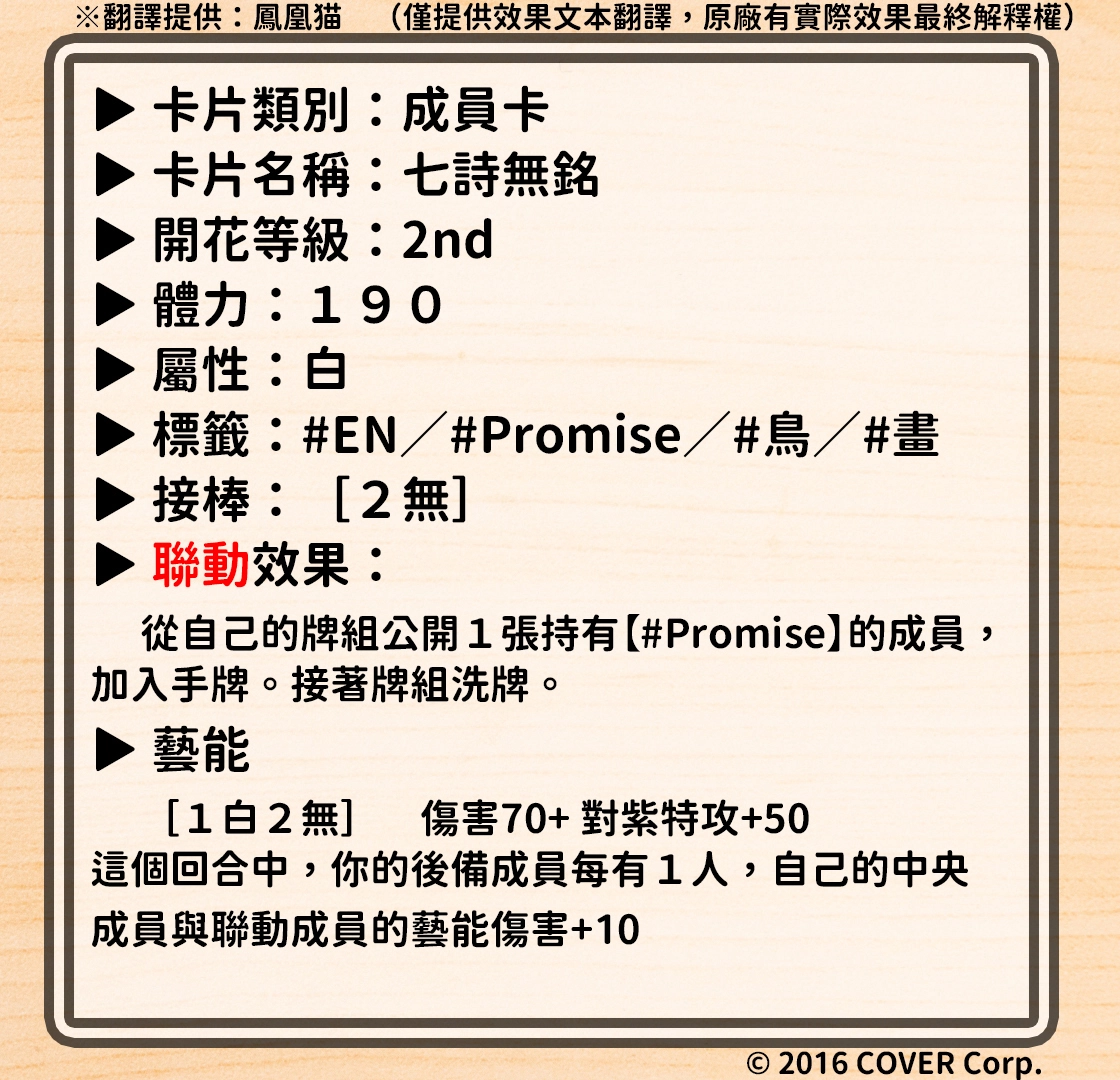 ※翻譯提供：鳳凰猫　（僅提供效果文本翻譯，原廠有實際效果最終解釋權）
▶ 卡片類別：成員卡
▶ 卡片名稱：七詩無銘
▶ 開花等級：2nd
▶ 體力：１９０
▶ 屬性：白
▶ 標籤：#EN／#Promise／#鳥／#畫
▶ 接棒：［２無］
▶ 聯動效果：
從自己的牌組公開１張持有【#Promise】的成員，
加入手牌。接著牌組洗牌。
▶ 藝能
［１白２無］　傷害70+ 對紫特攻+50
這個回合中，你的後備成員每有１人，自己的中央
成員與聯動成員的藝能傷害+10
© 2016 COVER Corp.